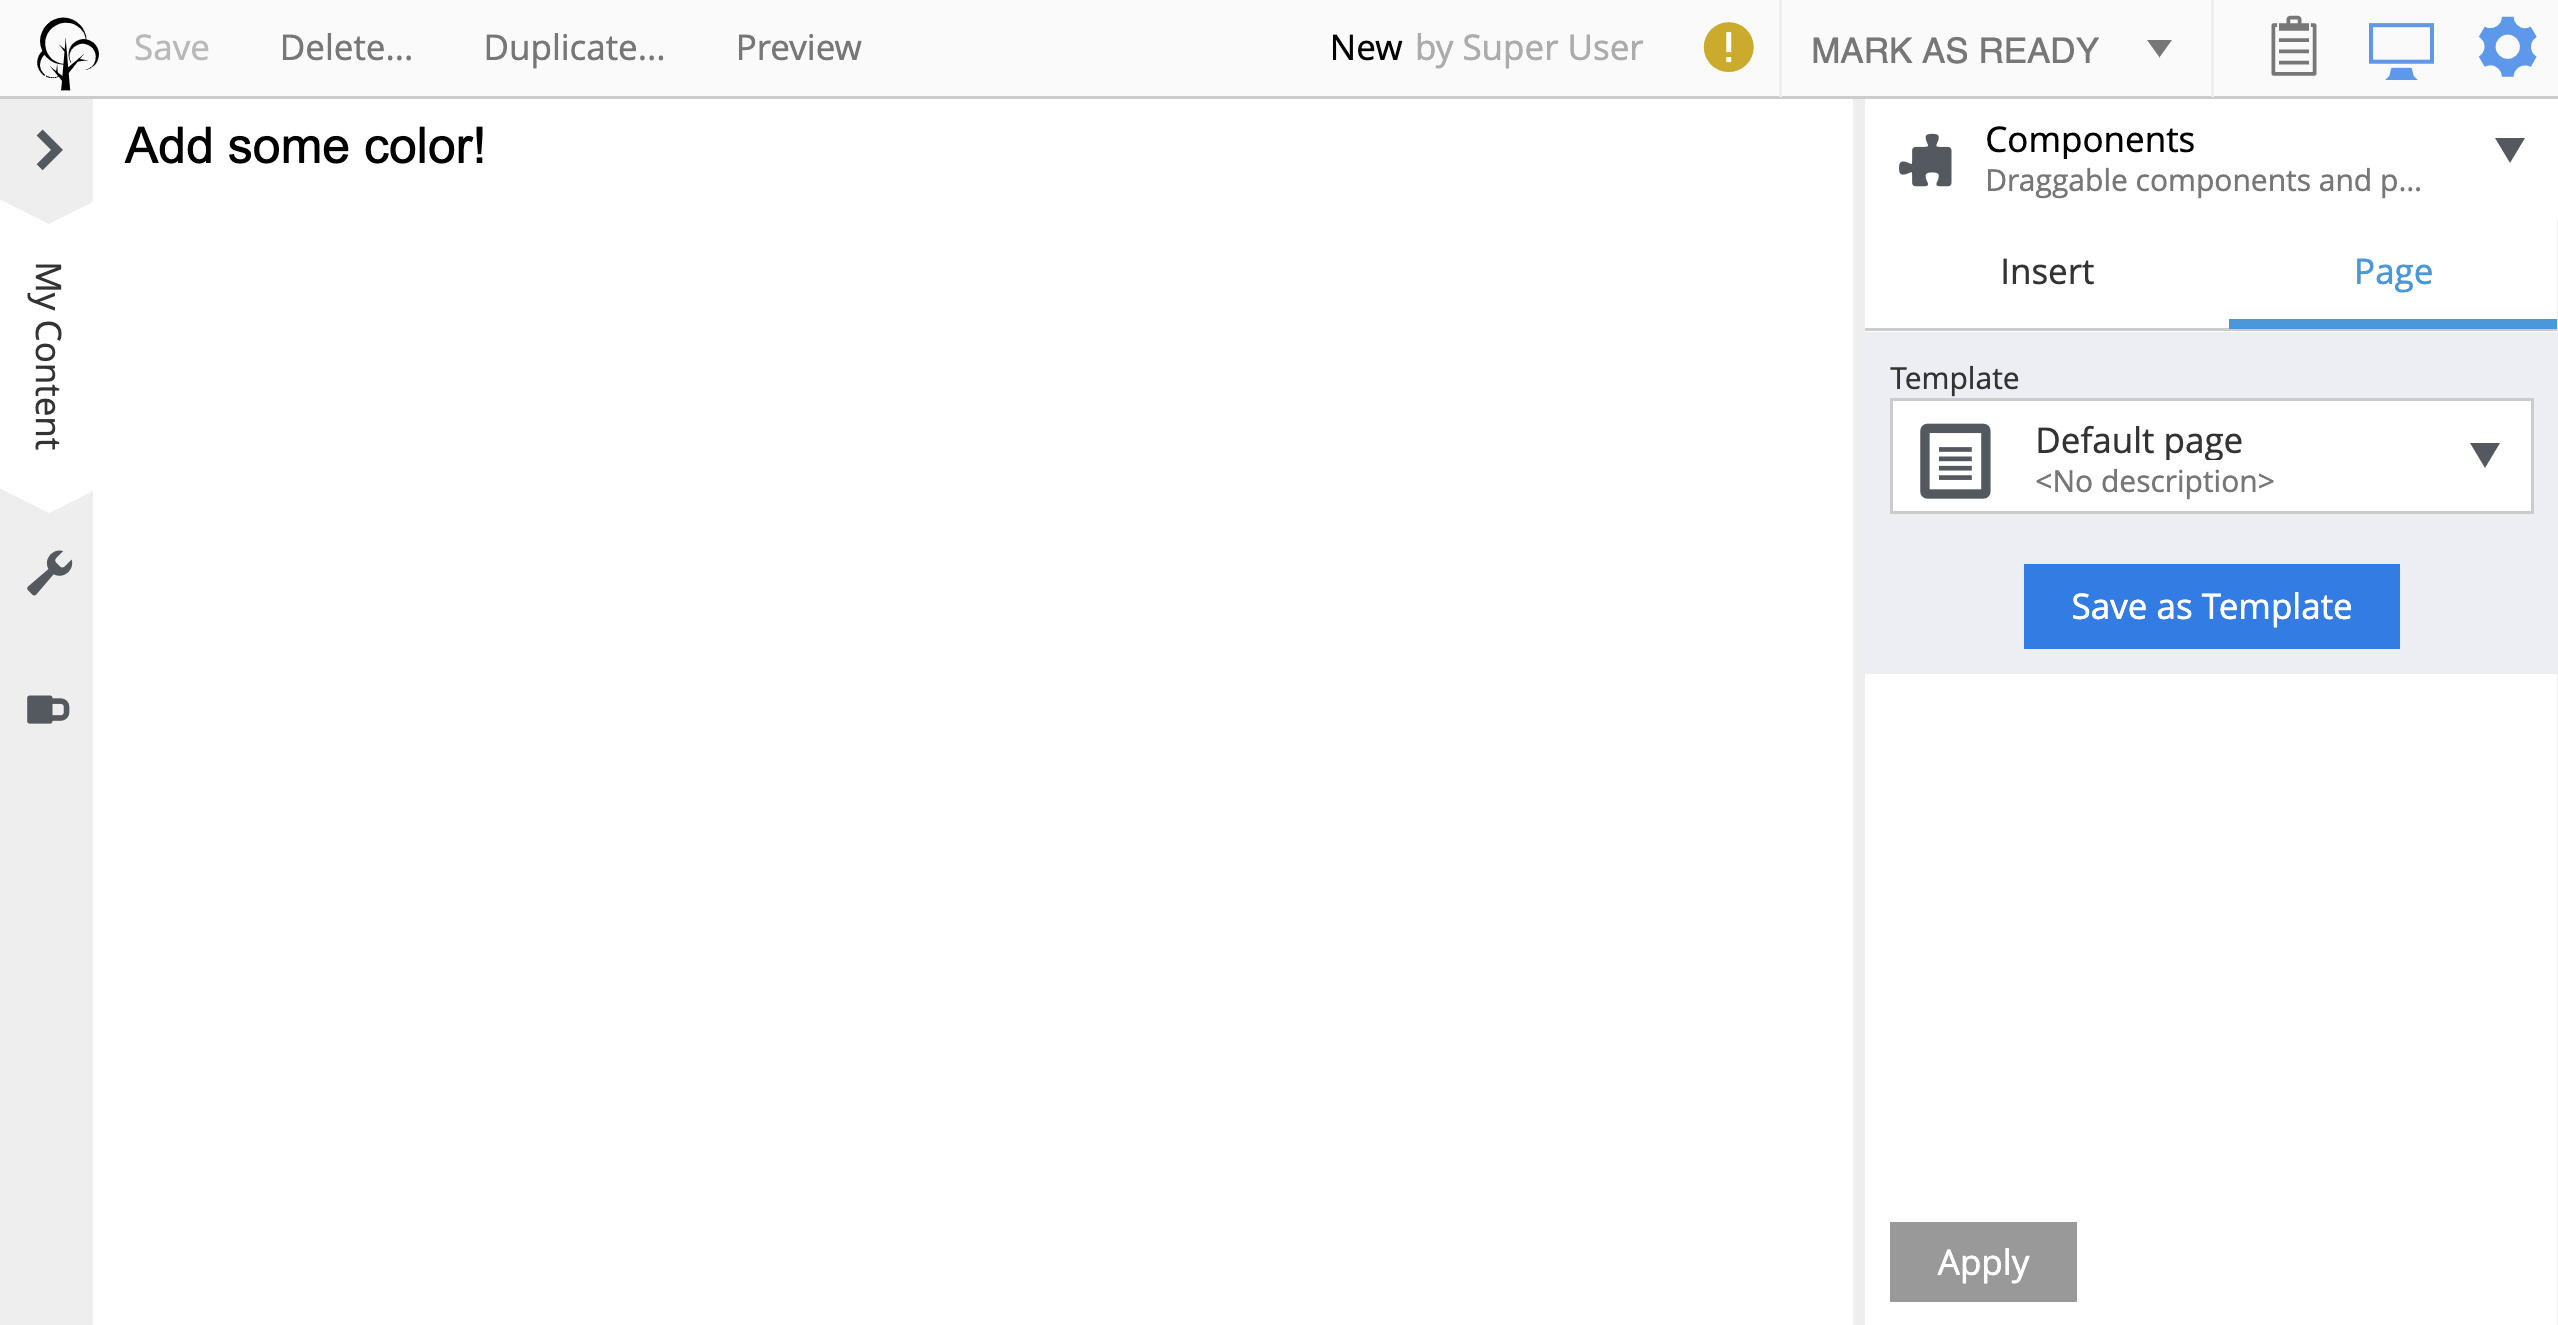 Save Delete... Duplicate... Preview New by Super User MARK AS READY
My Content
Add some color!
Components
Draggable components and p...
Insert Page
Template
Default page
<No description>
Save as Template
Apply